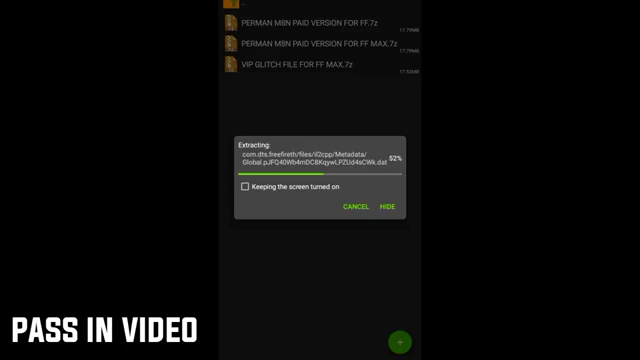 PERMAN M8N PAID VERSION FOR FF.7z
17.79MB
PERMAN M8N PAID VERSION FOR FF MAX.7z
17.79MB
VIP GLITCH FILE FOR FF MAX.7z
17.53MB
Extracting:
com.dts.freefireth/files/il2cpp/Metadata/
Global.pJFQ40Wb4mDC8KqywLPZUd4sCWk.dat
52%
Keeping the screen turned on
CANCEL HIDE
PASS IN VIDEO